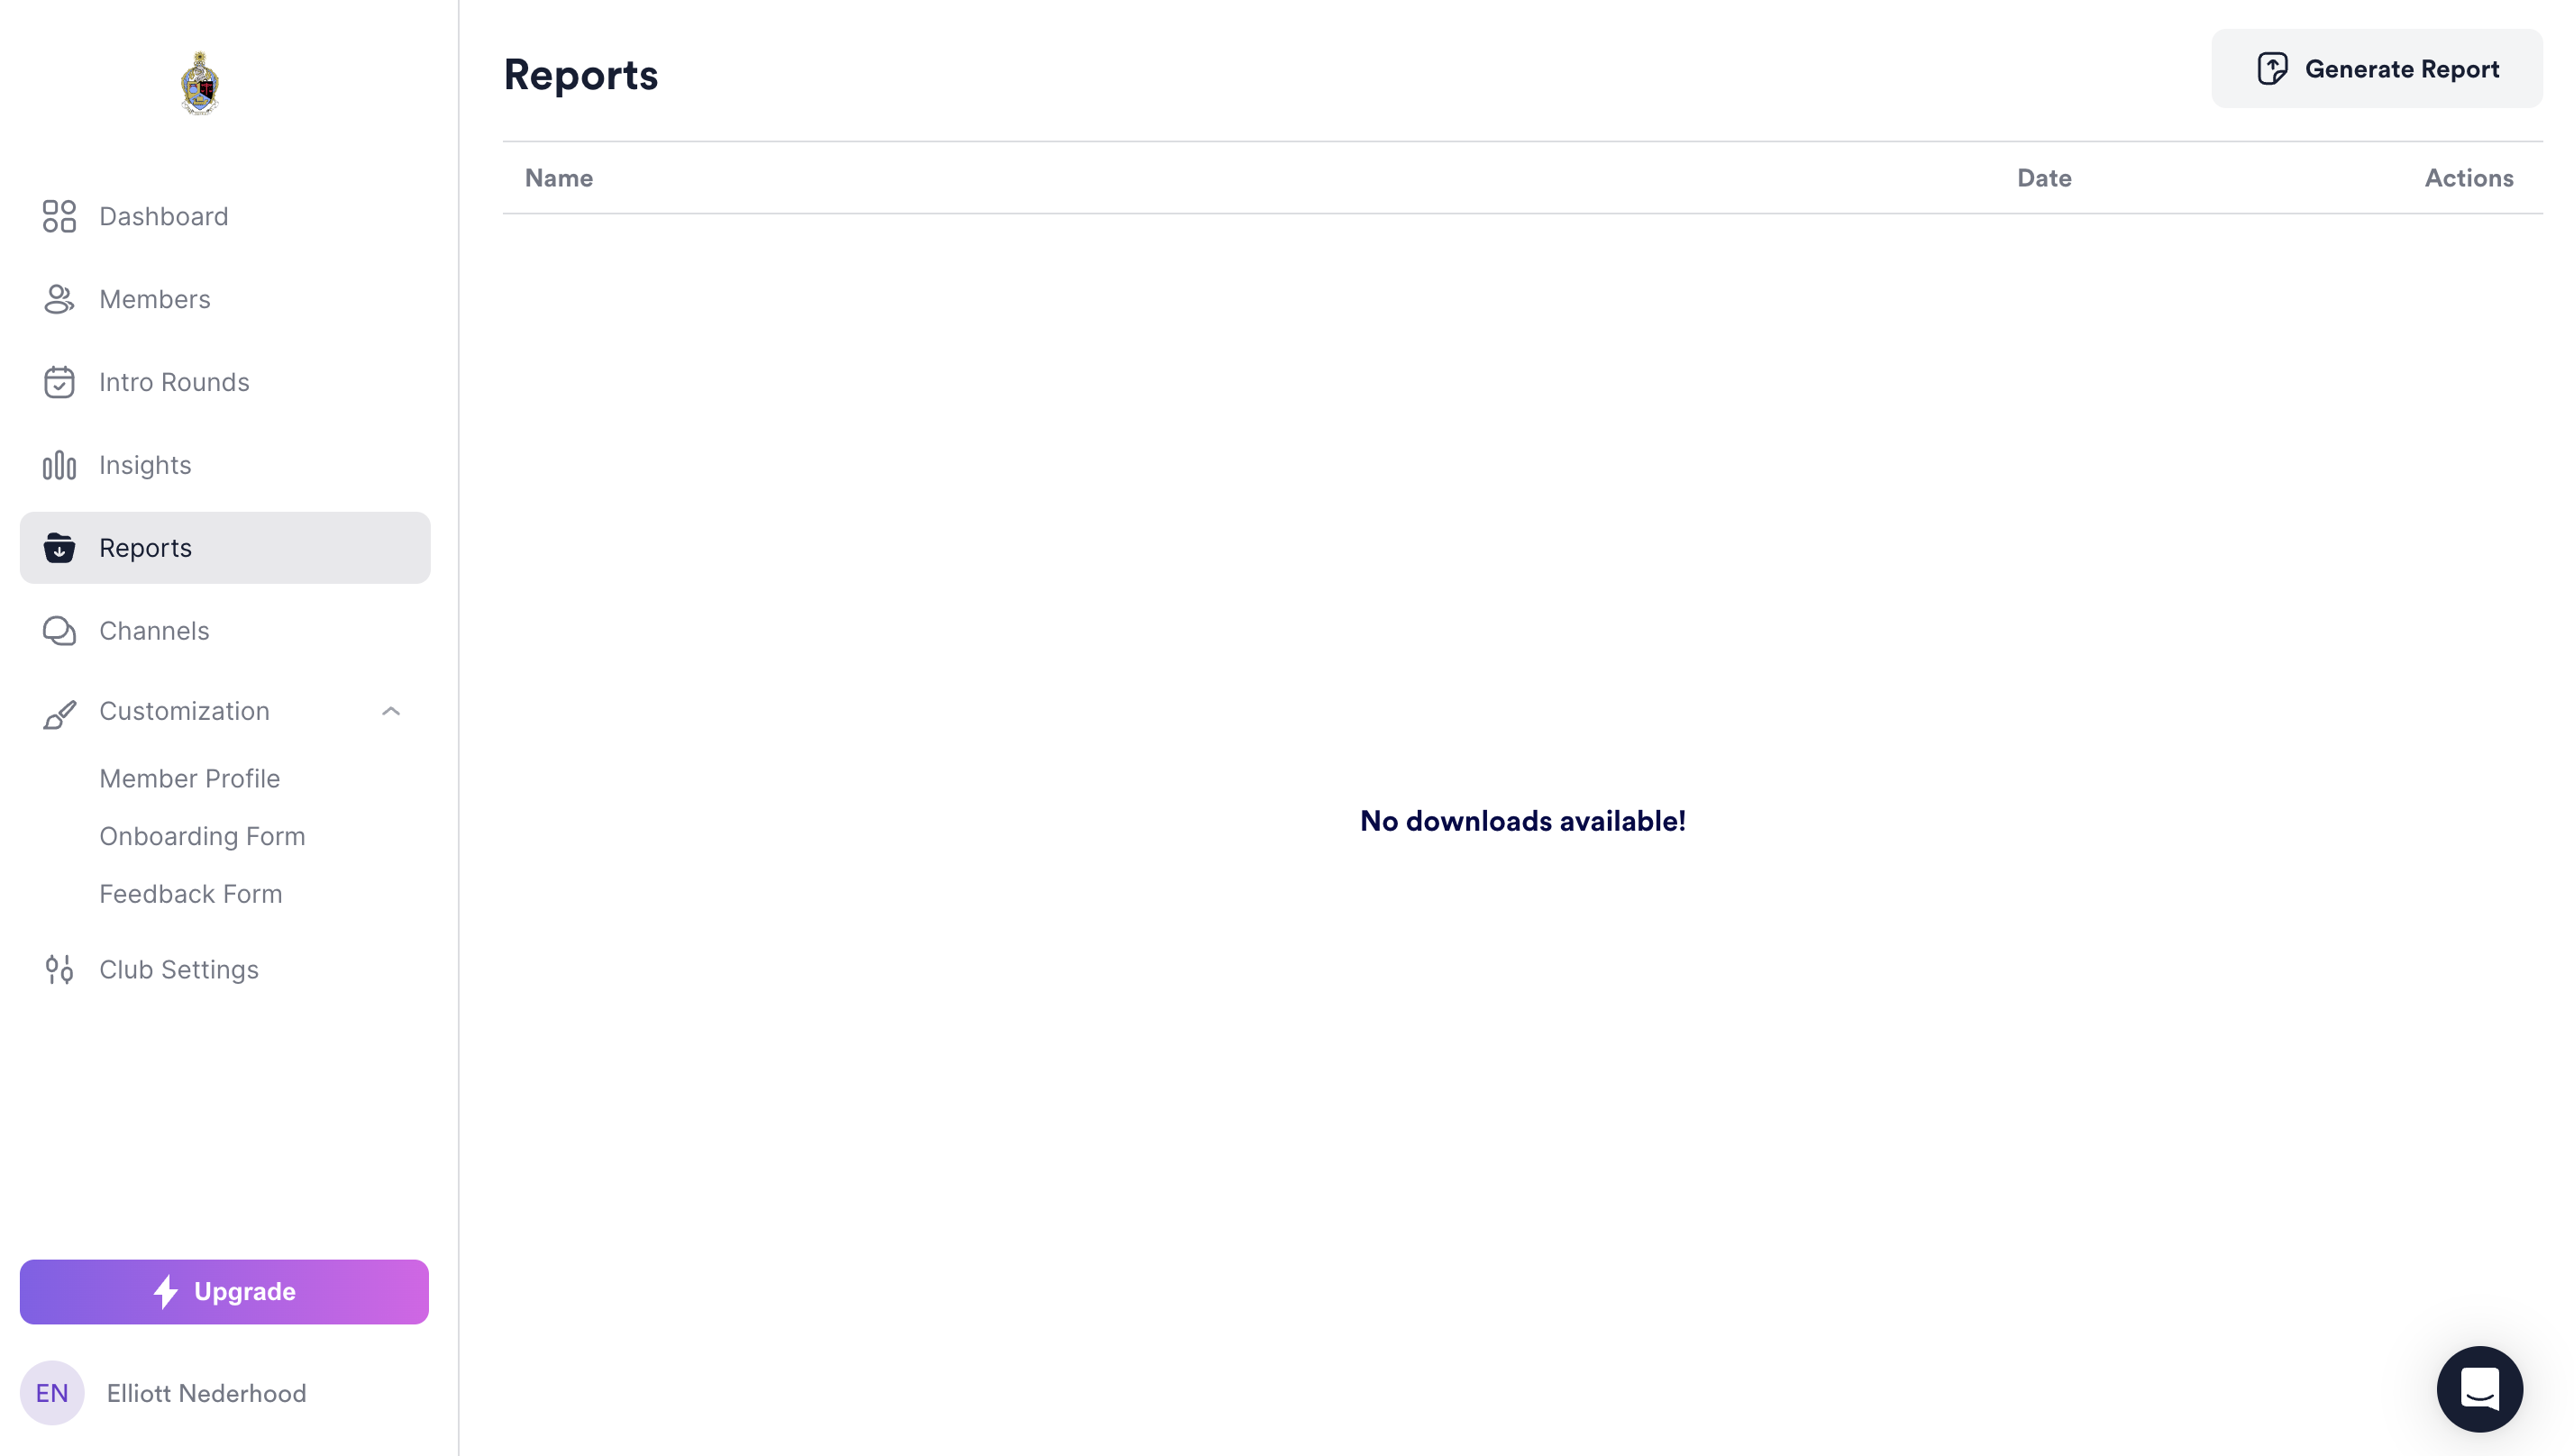 Dashboard
Members
Intro Rounds
Insights
Reports
Channels
Customization
Member Profile
Onboarding Form
Feedback Form
Club Settings
Upgrade
EN
Elliott Nederhood
Reports
Generate Report
Name Date Actions
No downloads available!